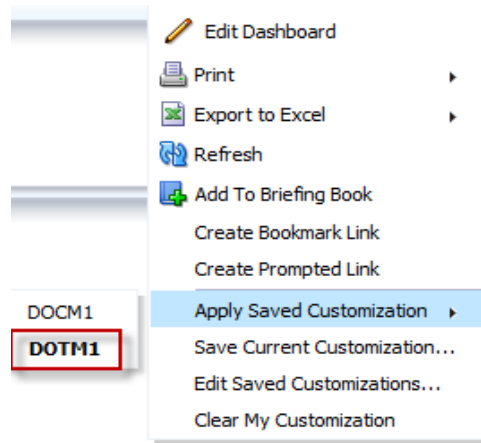 Edit Dashboard
Print
Export to Excel
Refresh
Add To Briefing Book
Create Bookmark Link
Create Prompted Link
Apply Saved Customization
DOCM1
DOTM1
Save Current Customization...
Edit Saved Customizations...
Clear My Customization